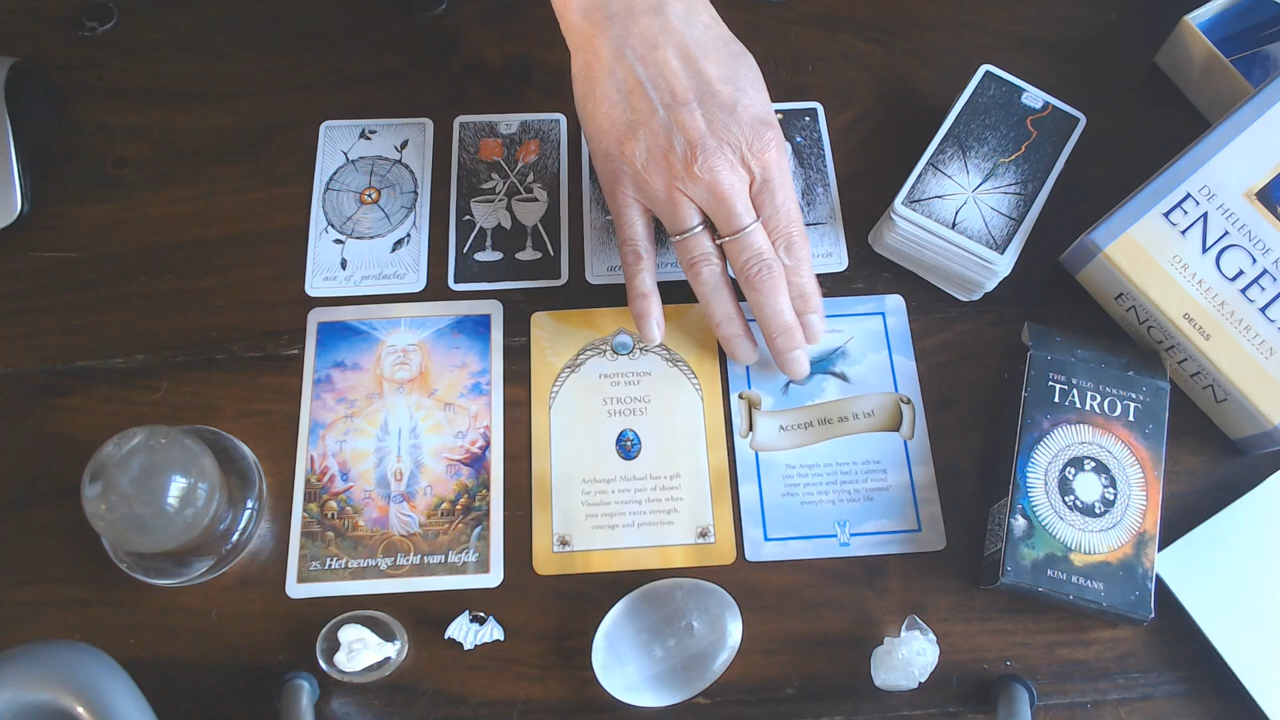 ace of pentacles
II
PROTECTION
OF SELF
STRONG
SHOES!
Archangel Michael has a gift
for you, a new pair of shoes!
Visualise wearing them when
you require extra strength,
courage and protection.
Accept life as it is!
The Angels are here to advise
you that you will feel a calming
inner peace and peace of mind
when you stop trying to "control"
everything in your life.
25. Het eeuwige licht van liefde
THE WILD UNKNOWN
TAROT
KIM KRANS
DE HELENDE K
ENGEL
ORAKELKAARTEN
DELTAS
ENGELEN